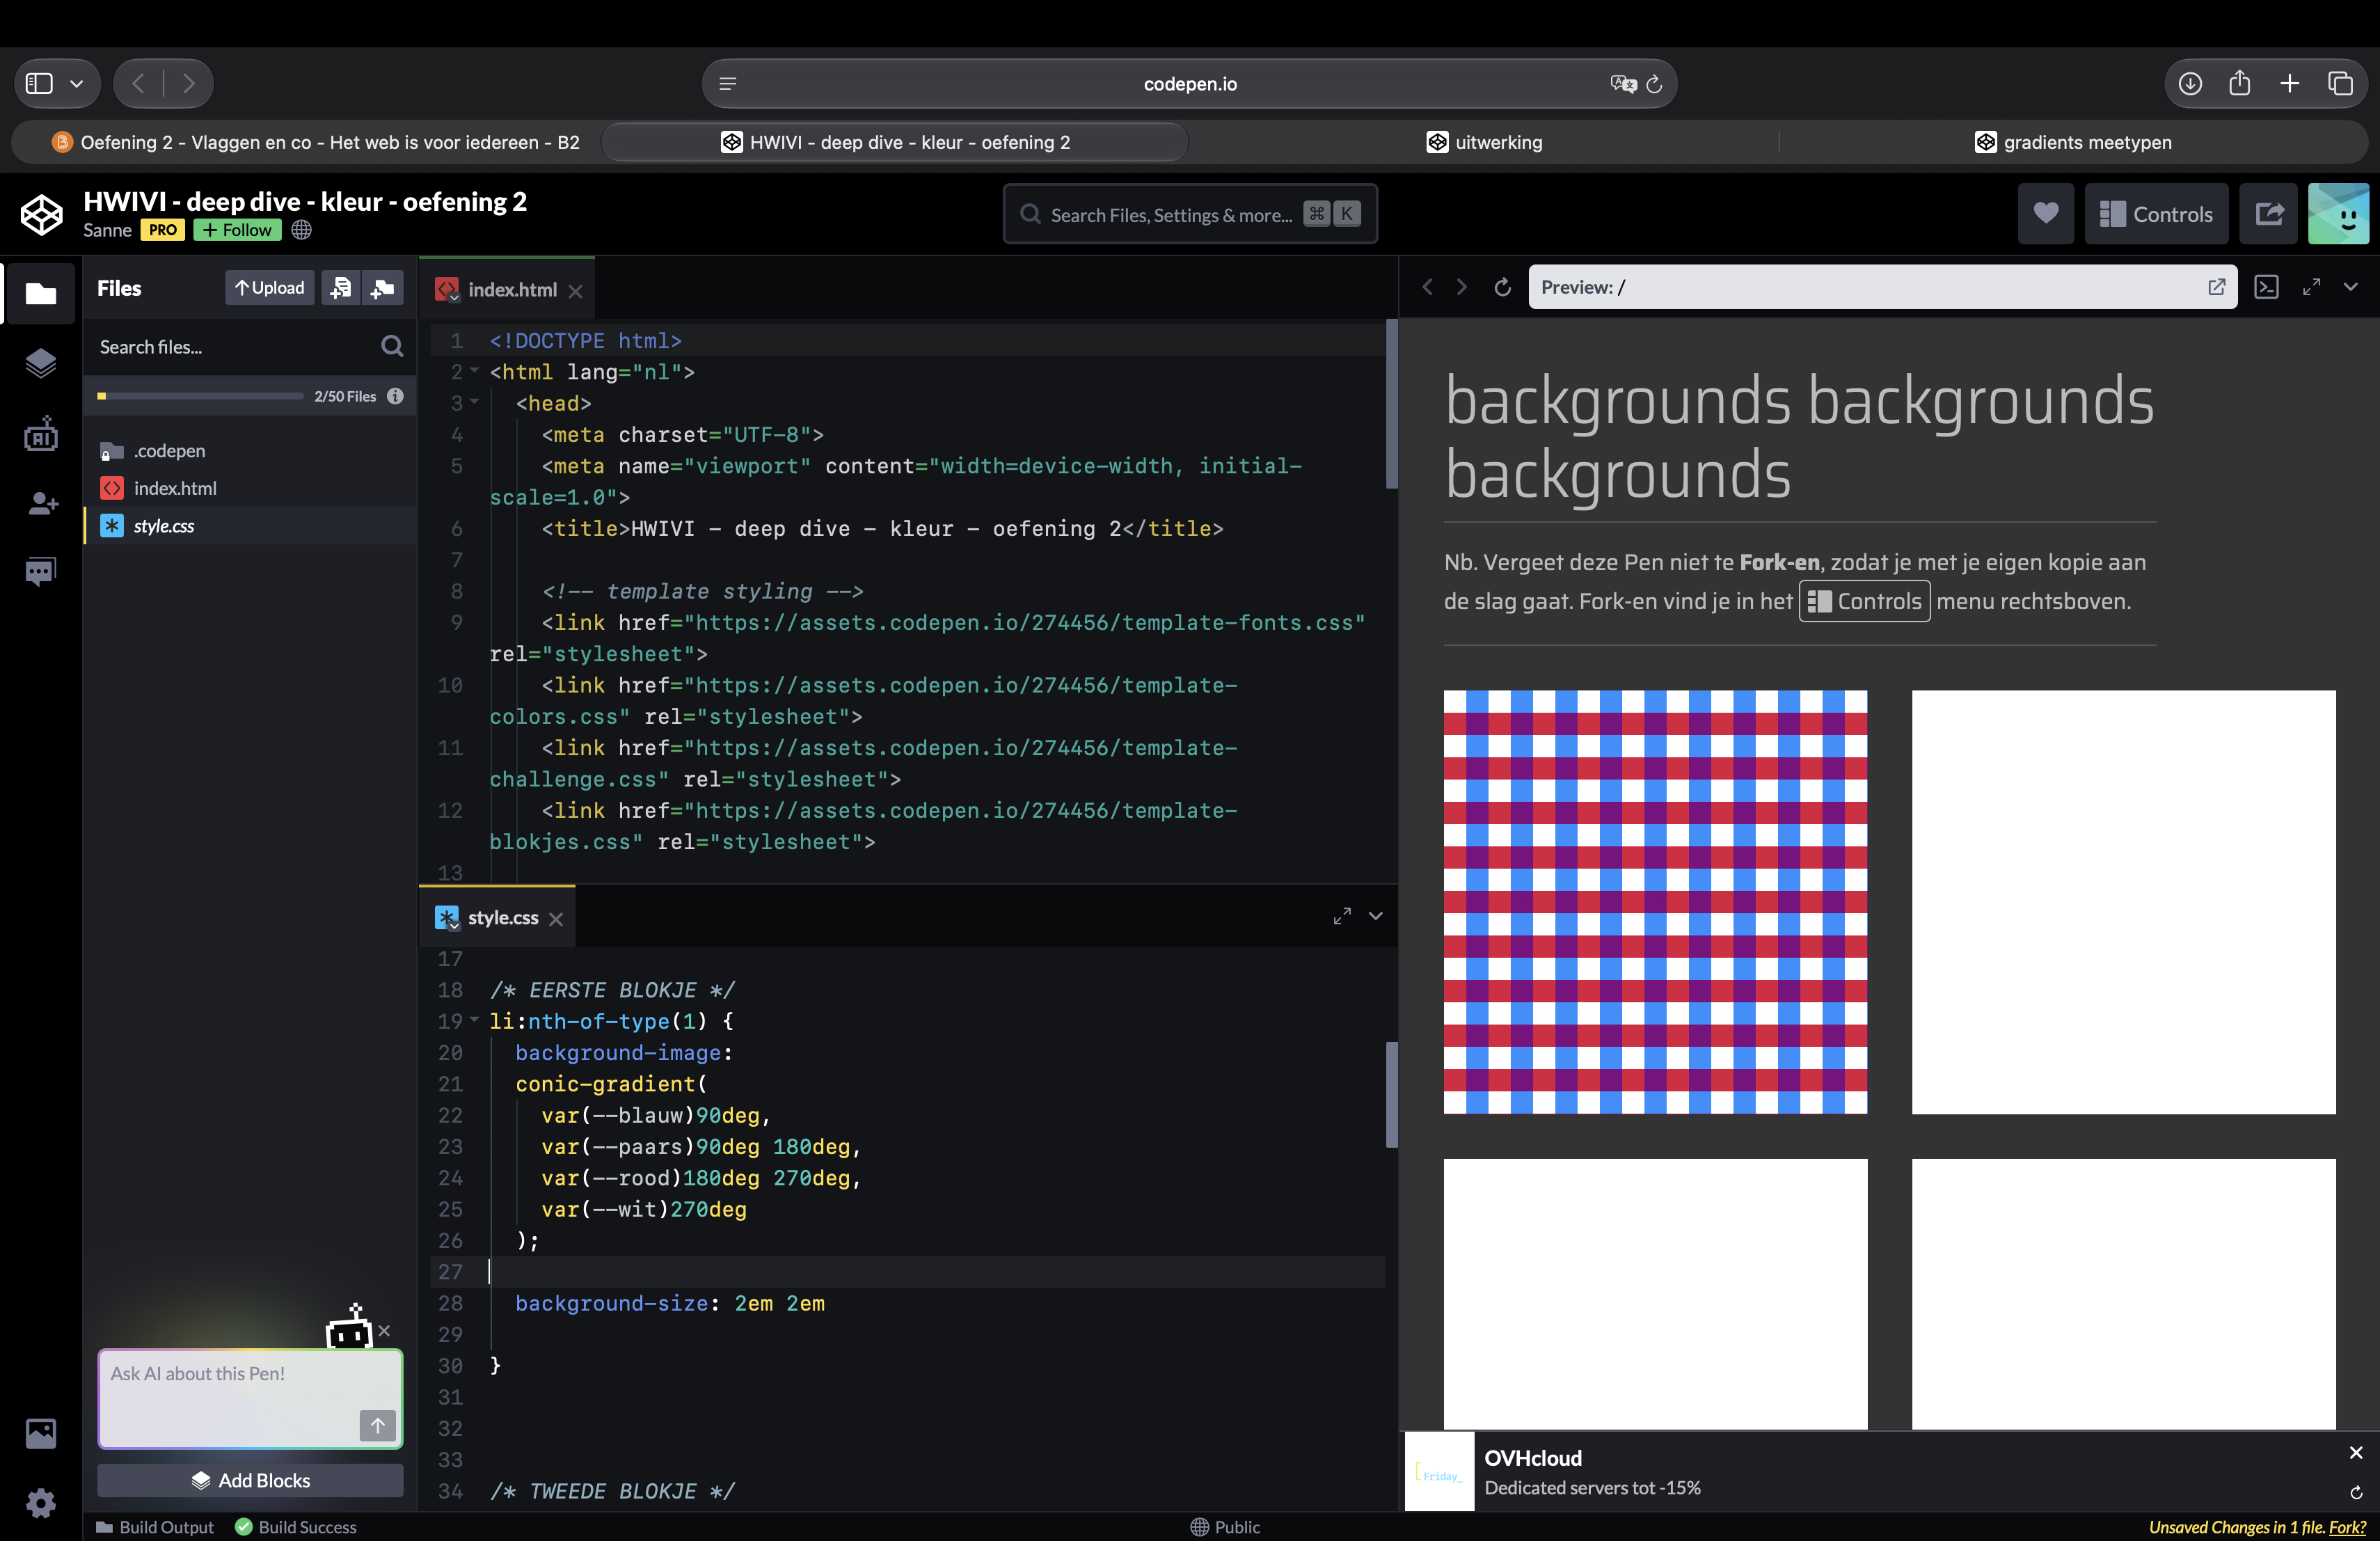 codepen.io
Oefening 2 - Vlaggen en co - Het web is voor iedereen - B2
HWIVI - deep dive - kleur - oefening 2
uitwerking
gradients meetypen
HWIVI - deep dive - kleur - oefening 2
Sanne PRO + Follow
Search Files, Settings & more... ⌘ K
Controls
Files
Upload
Search files...
2/50 Files
.codepen
index.html
style.css
Ask AI about this Pen!
Add Blocks
index.html
1 <!DOCTYPE html>
2 <html lang="nl">
3 <head>
4 <meta charset="UTF-8">
5 <meta name="viewport" content="width=device-width, initial-
scale=1.0">
6 <title>HWIVI - deep dive - kleur - oefening 2</title>
7
8 <!-- template styling -->
9 <link href="https://assets.codepen.io/274456/template-fonts.css"
rel="stylesheet">
10 <link href="https://assets.codepen.io/274456/template-
colors.css" rel="stylesheet">
11 <link href="https://assets.codepen.io/274456/template-
challenge.css" rel="stylesheet">
12 <link href="https://assets.codepen.io/274456/template-
blokjes.css" rel="stylesheet">
13
style.css
17
18 /* EERSTE BLOKJE */
19 li:nth-of-type(1) {
20 background-image:
21 conic-gradient(
22 var(--blauw)90deg,
23 var(--paars)90deg 180deg,
24 var(--rood)180deg 270deg,
25 var(--wit)270deg
26 );
27
28 background-size: 2em 2em
29
30 }
31
32
33
34 /* TWEEDE BLOKJE */
Preview: /
backgrounds backgrounds
backgrounds
Nb. Vergeet deze Pen niet te Fork-en, zodat je met je eigen kopie aan
de slag gaat. Fork-en vind je in het Controls menu rechtsboven.
[Friday_
OVHcloud
Dedicated servers tot -15%
Build Output
Build Success
Public
Unsaved Changes in 1 file. Fork?